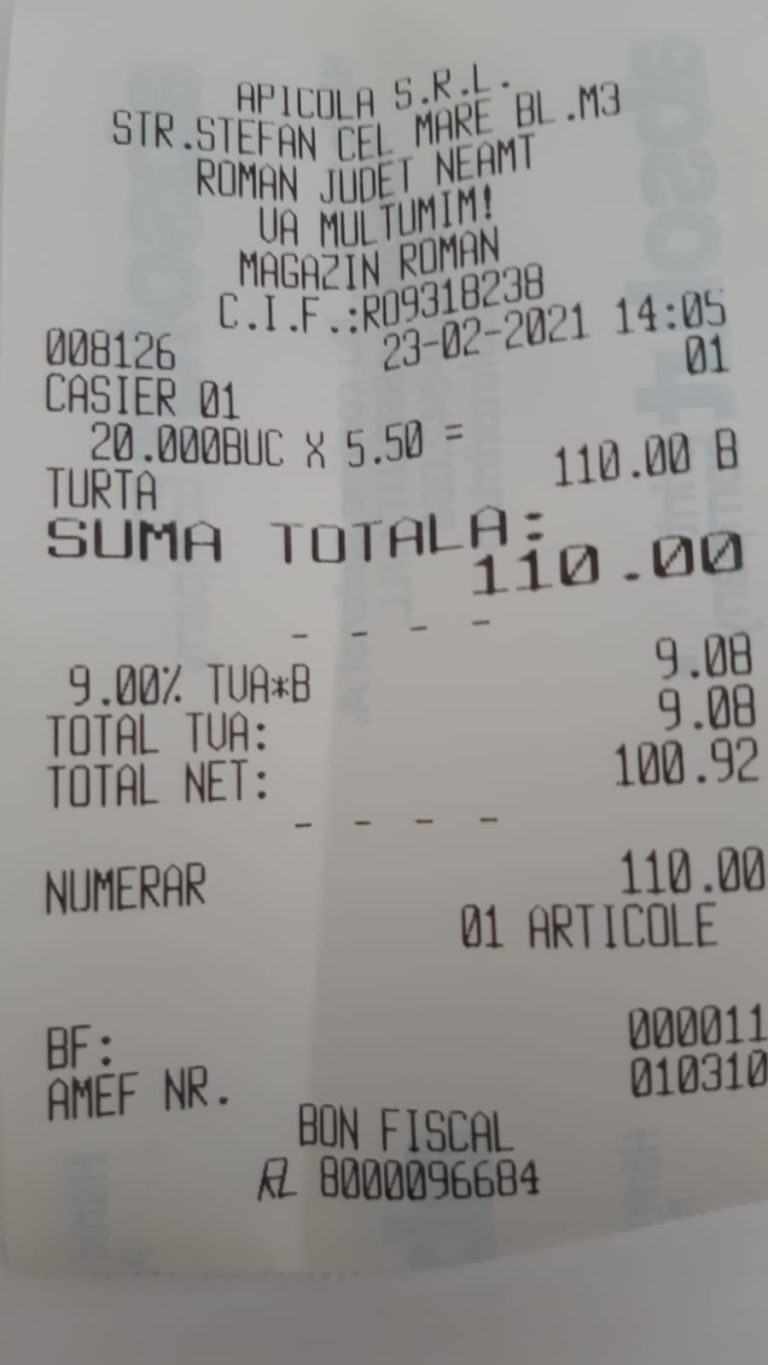 APICOLA S.R.L.
STR.STEFAN CEL MARE BL.M3
ROMAN JUDET NEAMT
VA MULTUMIM!
MAGAZIN ROMAN
C.I.F.:RO9318238
008126 23-02-2021 14:05
CASIER 01 01
20.000BUC X 5.50 =
TURTA 110.00 B
SUMA TOTALA:
110.00
- - - -
9.00% TVA*B 9.08
TOTAL TVA: 9.08
TOTAL NET: 100.92
- - - -
NUMERAR 110.00
01 ARTICOLE
BF: 000011
AMEF NR. 010310
BON FISCAL
8000096684